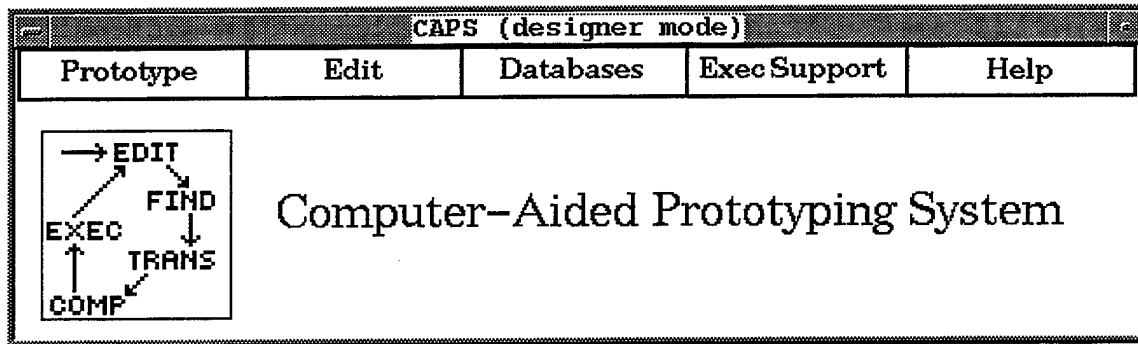 CAPS (designer mode)
Prototype Edit Databases Exec Support Help
EDIT
FIND
EXEC
TRANS
COMP
Computer-Aided Prototyping System